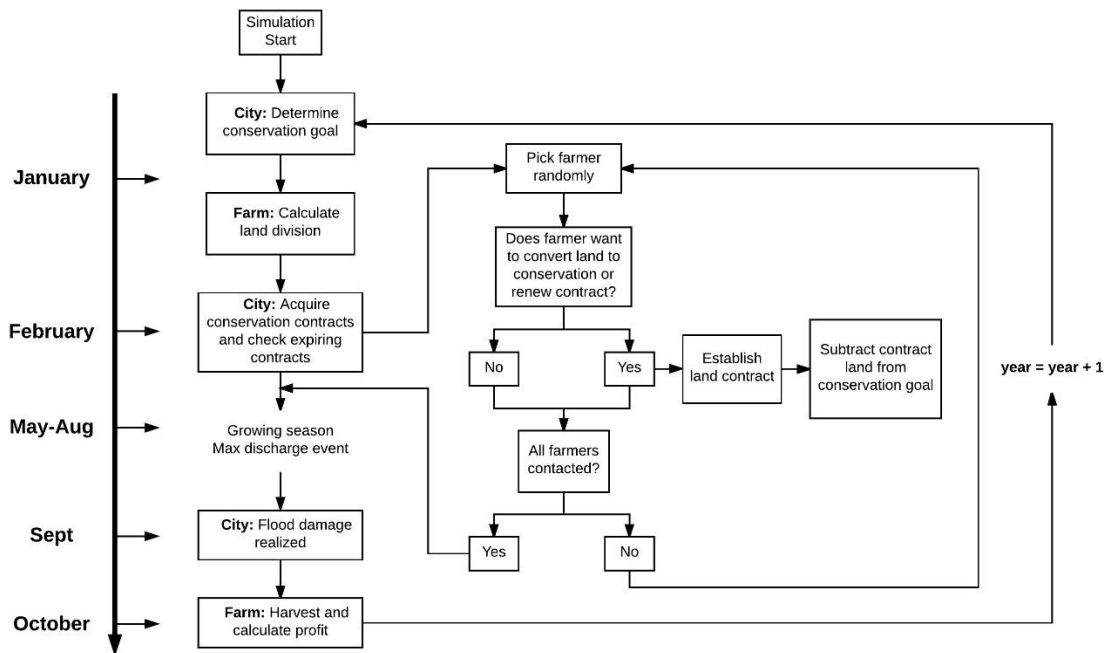 Simulation
Start
City: Determine
conservation goal
January
Pick farmer
randomly
Farm: Calculate
land division
Does farmer want
to convert land to
conservation or
renew contract?
February
City: Acquire
conservation contracts
and check expiring
contracts
No
Yes
Establish
land contract
Subtract contract
land from
conservation goal
year = year + 1
May-Aug
Growing season
Max discharge event
All farmers
contacted?
Sept
City: Flood damage
realized
Yes
No
October
Farm: Harvest and
calculate profit